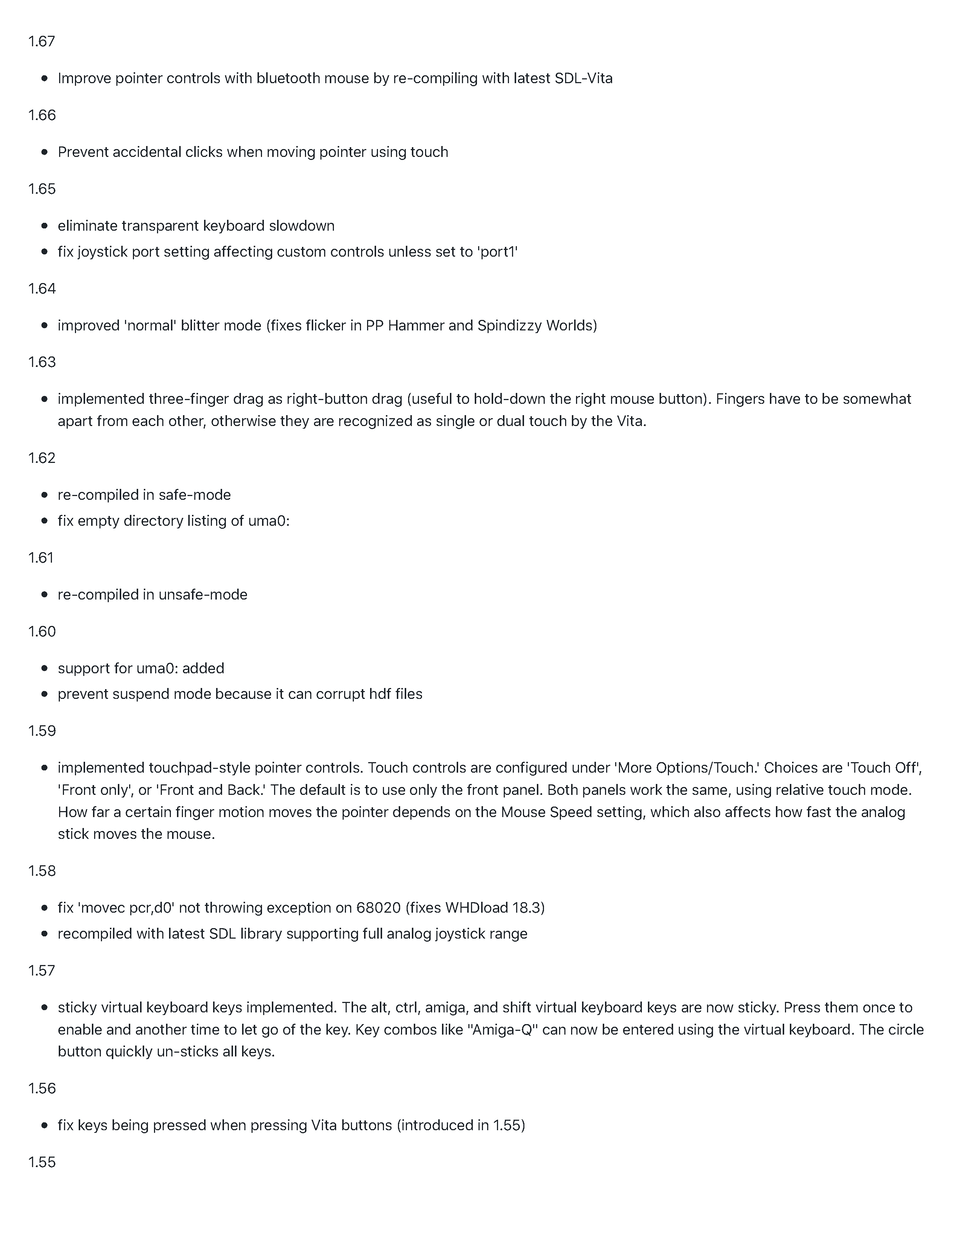 1.67
• Improve pointer controls with bluetooth mouse by re-compiling with latest SDL-Vita
1.66
• Prevent accidental clicks when moving pointer using touch
1.65
• eliminate transparent keyboard slowdown
• fix joystick port setting affecting custom controls unless set to 'port1'
1.64
• improved 'normal' blitter mode (fixes flicker in PP Hammer and Spindizzy Worlds)
1.63
• implemented three-finger drag as right-button drag (useful to hold-down the right mouse button). Fingers have to be somewhat
apart from each other, otherwise they are recognized as single or dual touch by the Vita.
1.62
• re-compiled in safe-mode
• fix empty directory listing of uma0:
1.61
• re-compiled in unsafe-mode
1.60
• support for uma0: added
• prevent suspend mode because it can corrupt hdf files
1.59
• implemented touchpad-style pointer controls. Touch controls are configured under 'More Options/Touch.' Choices are 'Touch Off',
'Front only', or 'Front and Back.' The default is to use only the front panel. Both panels work the same, using relative touch mode.
How far a certain finger motion moves the pointer depends on the Mouse Speed setting, which also affects how fast the analog
stick moves the mouse.
1.58
• fix 'movec pcr,d0' not throwing exception on 68020 (fixes WHDload 18.3)
• recompiled with latest SDL library supporting full analog joystick range
1.57
• sticky virtual keyboard keys implemented. The alt, ctrl, amiga, and shift virtual keyboard keys are now sticky. Press them once to
enable and another time to let go of the key. Key combos like "Amiga-Q" can now be entered using the virtual keyboard. The circle
button quickly un-sticks all keys.
1.56
• fix keys being pressed when pressing Vita buttons (introduced in 1.55)
1.55